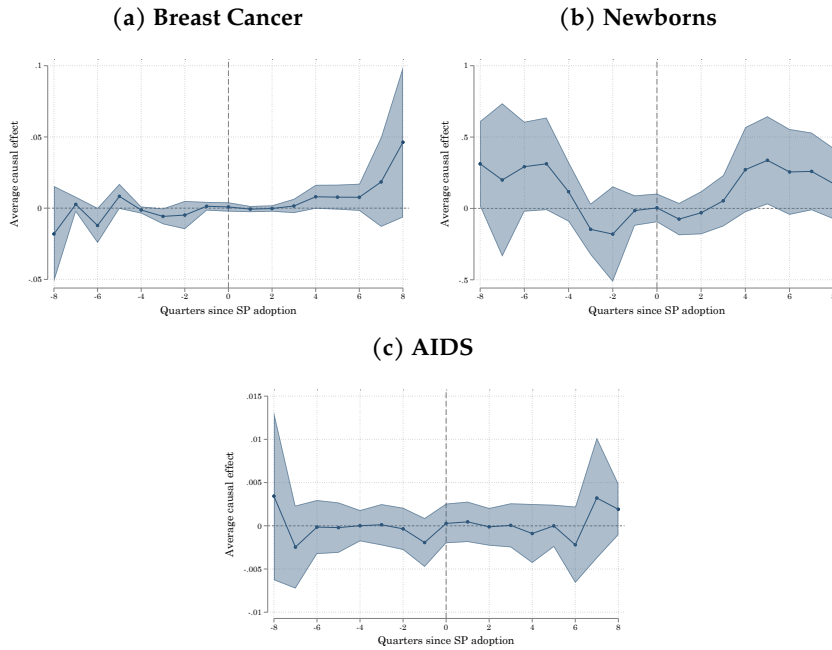 (a) Breast Cancer
(b) Newborns
.1
.05
0
-.05
Average causal effect
-8 -6 -4 -2 0 2 4 6 8
Quarters since SP adoption
1
.5
0
-.5
Average causal effect
-8 -6 -4 -2 0 2 4 6 8
Quarters since SP adoption
(c) AIDS
.015
.01
.005
0
-.005
-.01
Average causal effect
-8 -6 -4 -2 0 2 4 6 8
Quarters since SP adoption